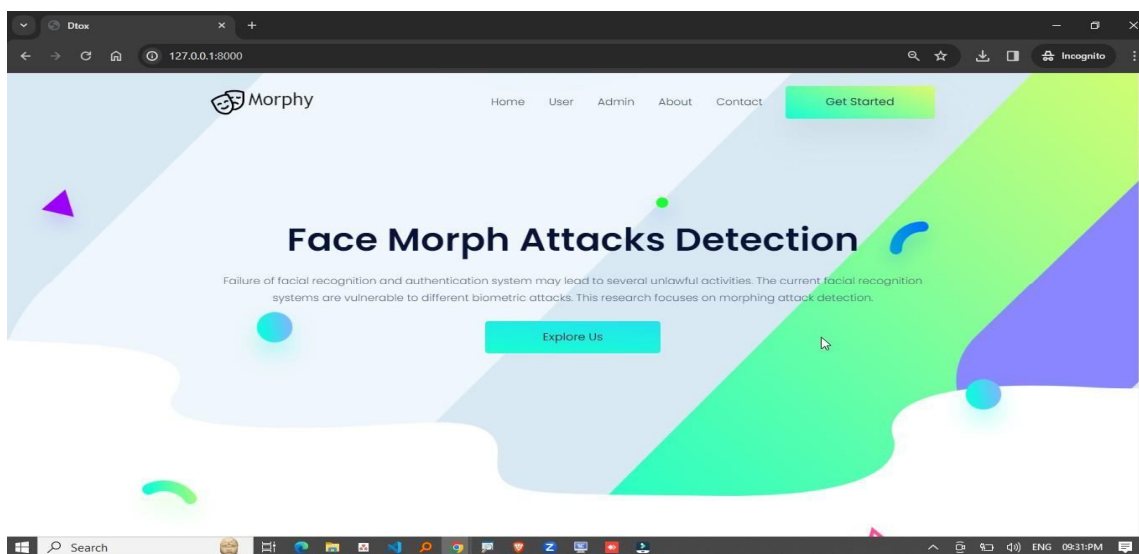 Dtox
127.0.0.1:8000
Incognito
Morphy
Home User Admin About Contact Get Started
Face Morph Attacks Detection
Failure of facial recognition and authentication system may lead to several unlawful activities. The current facial recognition
systems are vulnerable to different biometric attacks. This research focuses on morphing attack detection.
Explore Us
Search
ENG 09:31:PM